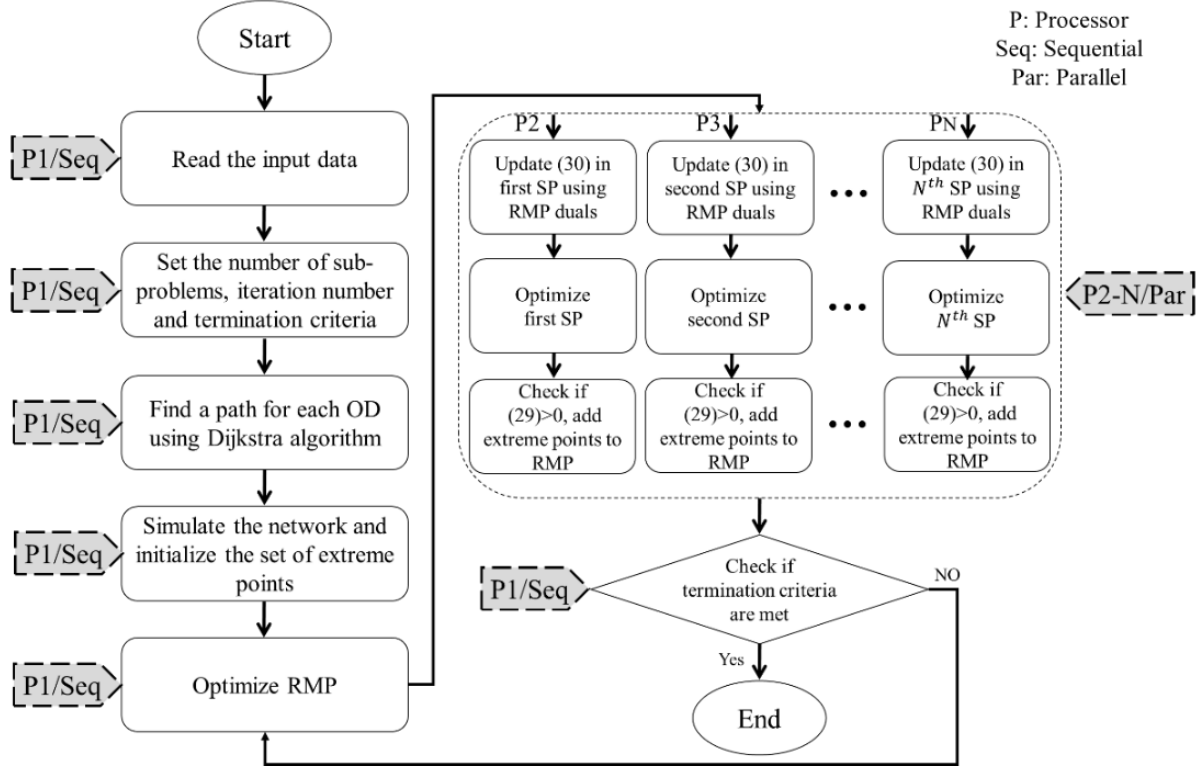 Start
P: Processor
Seq: Sequential
Par: Parallel
P1/Seq
Read the input data
P1/Seq
Set the number of sub-
problems, iteration number
and termination criteria
P1/Seq
Find a path for each OD
using Dijkstra algorithm
P1/Seq
Simulate the network and
initialize the set of extreme
points
P1/Seq
Optimize RMP
P2
Update (30) in
first SP using
RMP duals
Optimize
first SP
Check if
(29)>0, add
extreme points to
RMP
P3
Update (30) in
second SP using
RMP duals
Optimize
second SP
Check if
(29)>0, add
extreme points to
RMP
...
...
...
PN
Update (30) in
Nth SP using
RMP duals
Optimize
Nth SP
Check if
(29)>0, add
extreme points to
RMP
P2-N/Par
P1/Seq
Check if
termination criteria
are met
NO
Yes
End